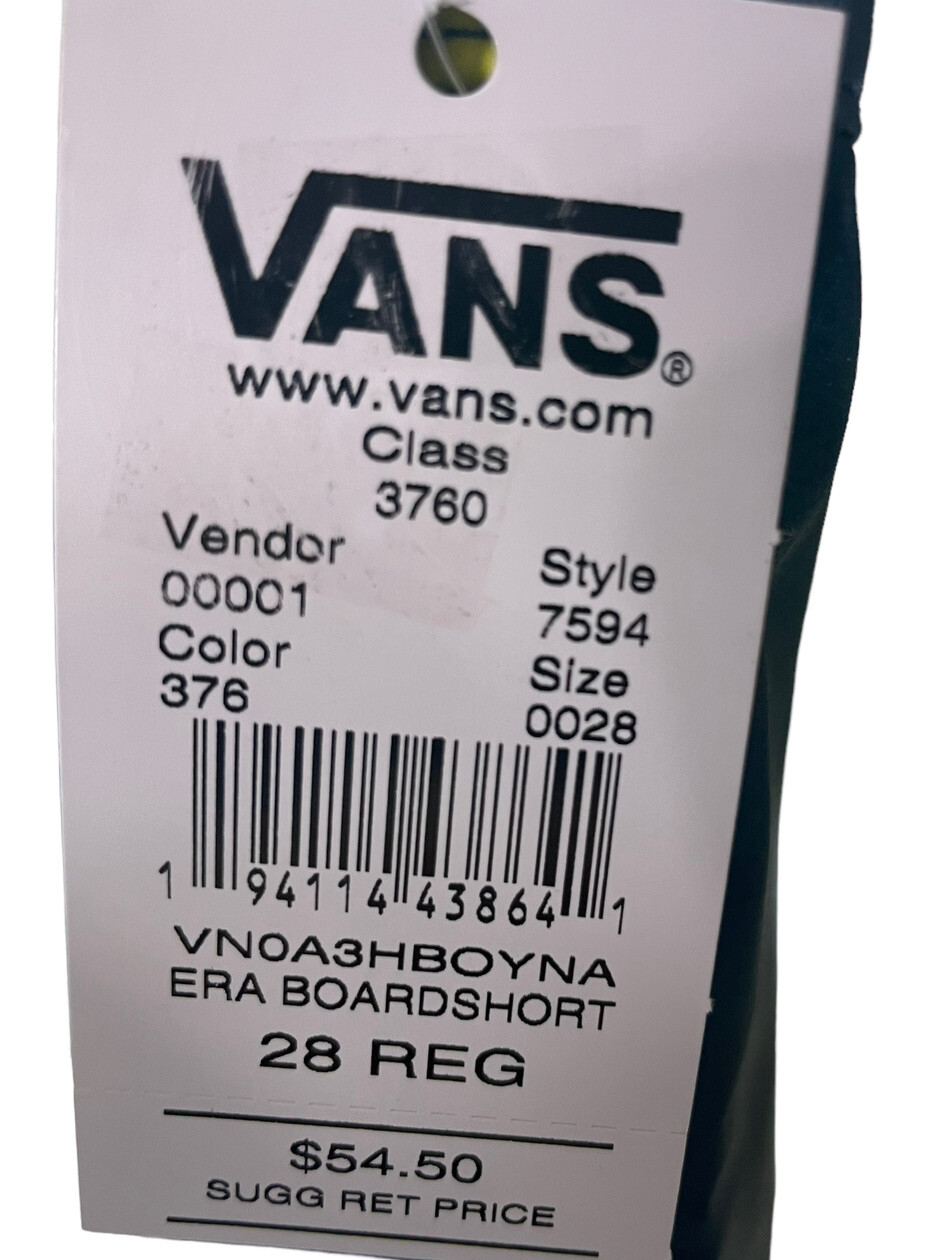 VANS®
www.vans.com
Class
3760
Vendor
00001
Style
7594
Color
376
Size
0028
1 94114 43864 1
VN0A3HBOYNA
ERA BOARDSHORT
28 REG
$54.50
SUGG RET PRICE